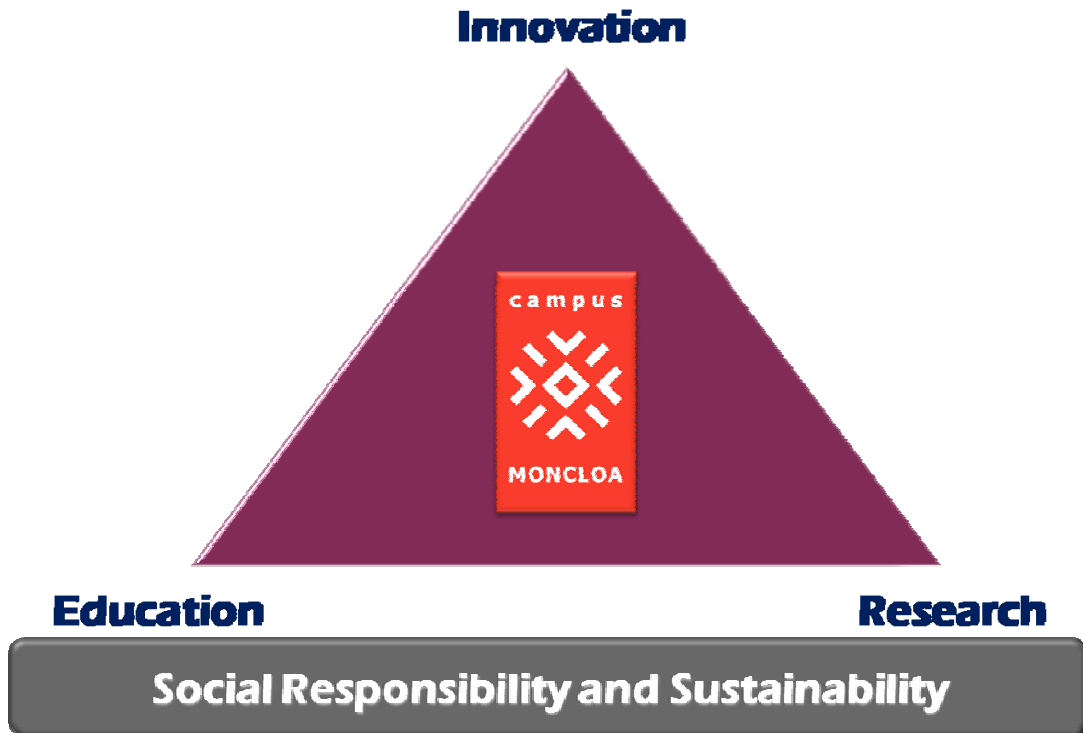 Innovation
campus
MONCLOA
Education
Research
Social Responsibility and Sustainability